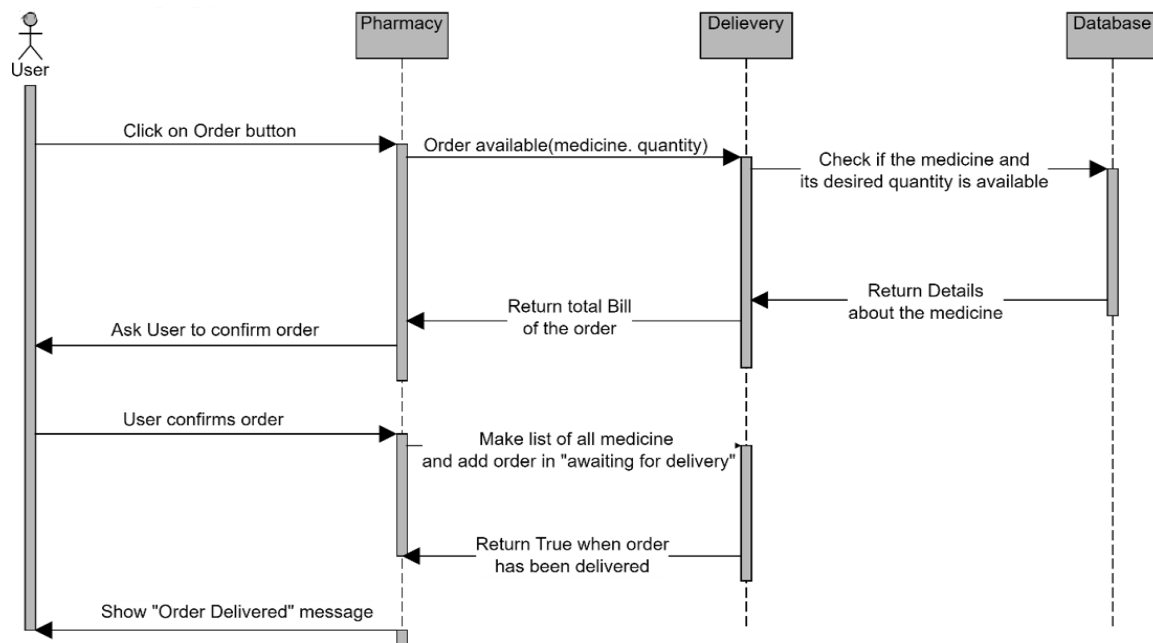 User
Pharmacy
Delievery
Database
Click on Order button
Order available(medicine. quantity)
Check if the medicine and
its desired quantity is available
Return Details
about the medicine
Return total Bill
of the order
Ask User to confirm order
User confirms order
Make list of all medicine
and add order in "awaiting for delivery"
Return True when order
has been delivered
Show "Order Delivered" message